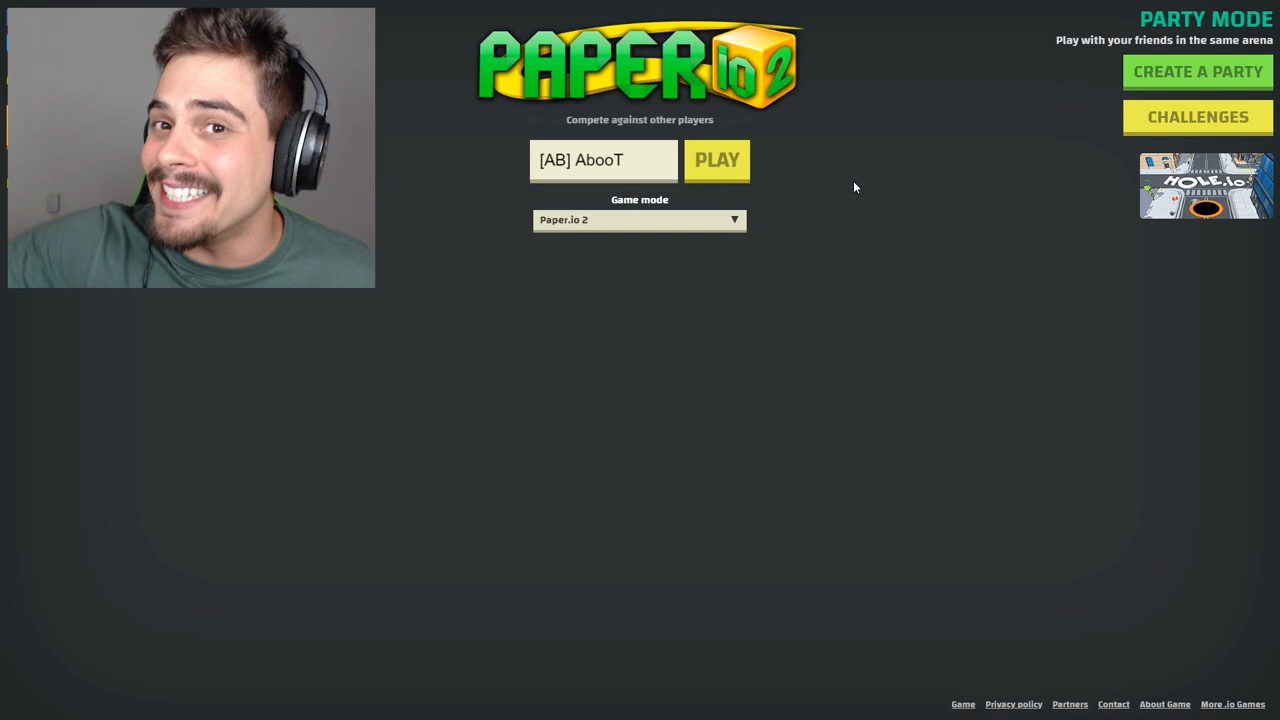 PAPER io 2
Compete against other players
[AB] AbooT
PLAY
Game mode
Paper.io 2
PARTY MODE
Play with your friends in the same arena
CREATE A PARTY
CHALLENGES
HOLE.io
Game Privacy policy Partners Contact About Game More .io Games